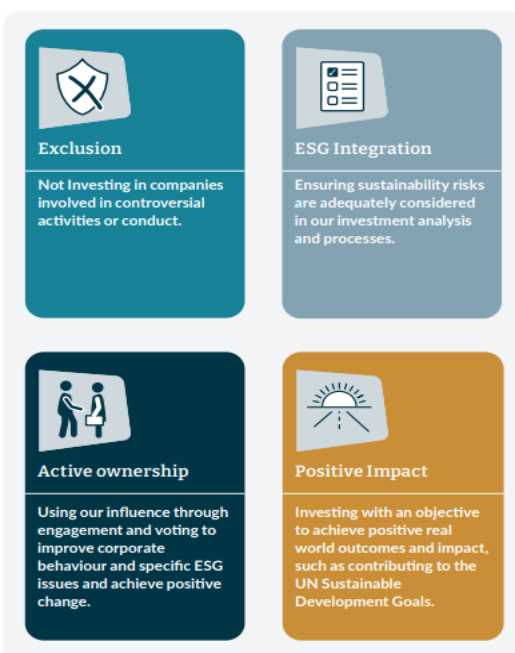 Exclusion
Not Investing in companies
involved in controversial
activities or conduct.
ESG Integration
Ensuring sustainability risks
are adequately considered
in our investment analysis
and processes.
Active ownership
Using our influence through
engagement and voting to
improve corporate
behaviour and specific ESG
issues and achieve positive
change.
Positive Impact
Investing with an objective
to achieve positive real
world outcomes and impact,
such as contributing to the
UN Sustainable
Development Goals.